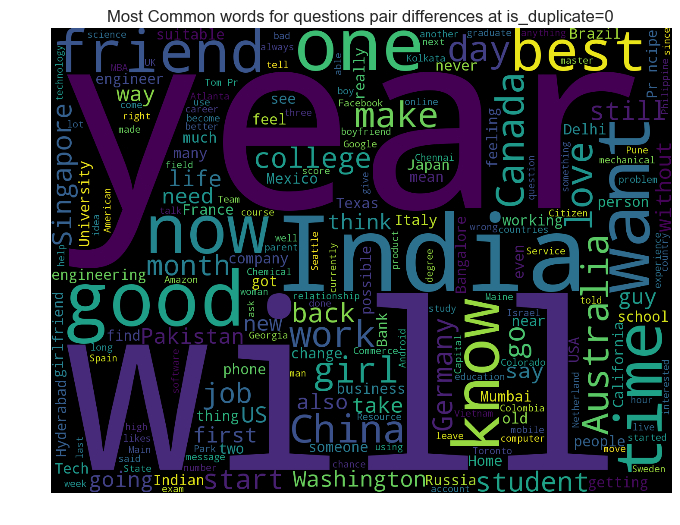 Most Common words for questions pair differences at is_duplicate=0
science
another
graduate
anything
since
MBA
UK
always
bad
suitable
Brazil
friend
one
day
best
next
master
technology
engineer
Tom Pr
never
Kolkata
Pr ncipe
Philippine
year
tell
able
lot
come
use
Atlanta
way
really
boy
online
still
right
career
see
Facebook
three
made
become
better
feel
make
boyfriend
Google
score
feeling
Delhi
something
Pune
mechanical
Singapore
University
much
college
Chennai
Japan
Canada
question
love
problem
want
Without
many
field
Mexico
mean
give
person
idea
American
life
need
Team
course
Texas
think
Italy
working
wrong
Citizen
experience
country
countries
help
talk
France
parent
well
Seattle
currently
product
Bangalore
even
Service
engineering
now
month
company
possible
India
degree
Australia
told
Amazon
Chemical
got
woman
ask
relationship
done
study
Maine
Israel
guy
school
good
new
back
Bank
Germany
know
near
go
California
USA
girlfriend
find
Pakistan
Georgia
work
change
Commerce
Android
Capital
Colorado
say
time
long
Spain
software
man
girl
business
education
Netherland
people
interested
Hyderabad
will
phone
job
US
also
take
Vietnam
Mumbai
Colombia
old
hour
high
likes
thing
China
Resource
leave
computer
mobile
live
started
last
Main
said
Park
first
two
someone
using
Toronto
move
Tech
State
message
number
chance
Home
week
going
Indian
exam
start
Washington
account
Russia
student
getting
Sweden